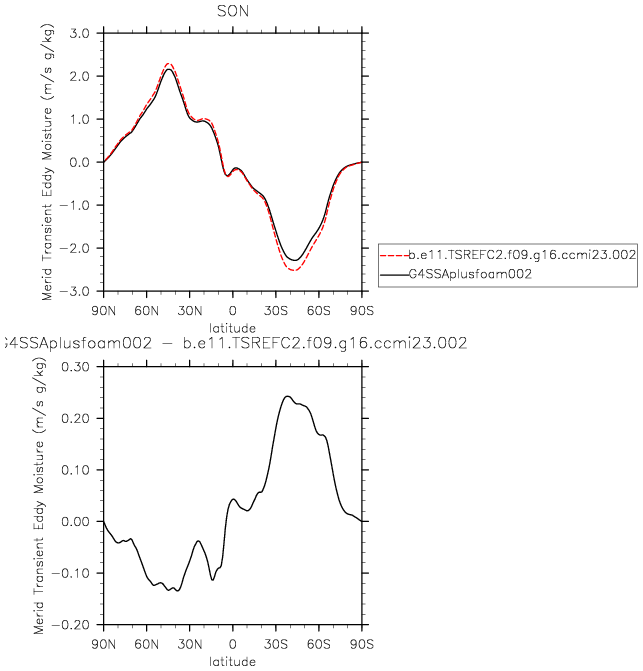 SON
Merid Transient Eddy Moisture (m/s g/kg)
3.0
2.0
1.0
0.0
-1.0
-2.0
-3.0
90N 60N 30N 0 30S 60S 90S
latitude
b.e11.TSREFC2.f09.g16.ccmi23.002
G4SSAplusfoam002
G4SSAplusfoam002 - b.e11.TSREFC2.f09.g16.ccmi23.002
Merid Transient Eddy Moisture (m/s g/kg)
0.30
0.20
0.10
0.00
-0.10
-0.20
90N 60N 30N 0 30S 60S 90S
latitude